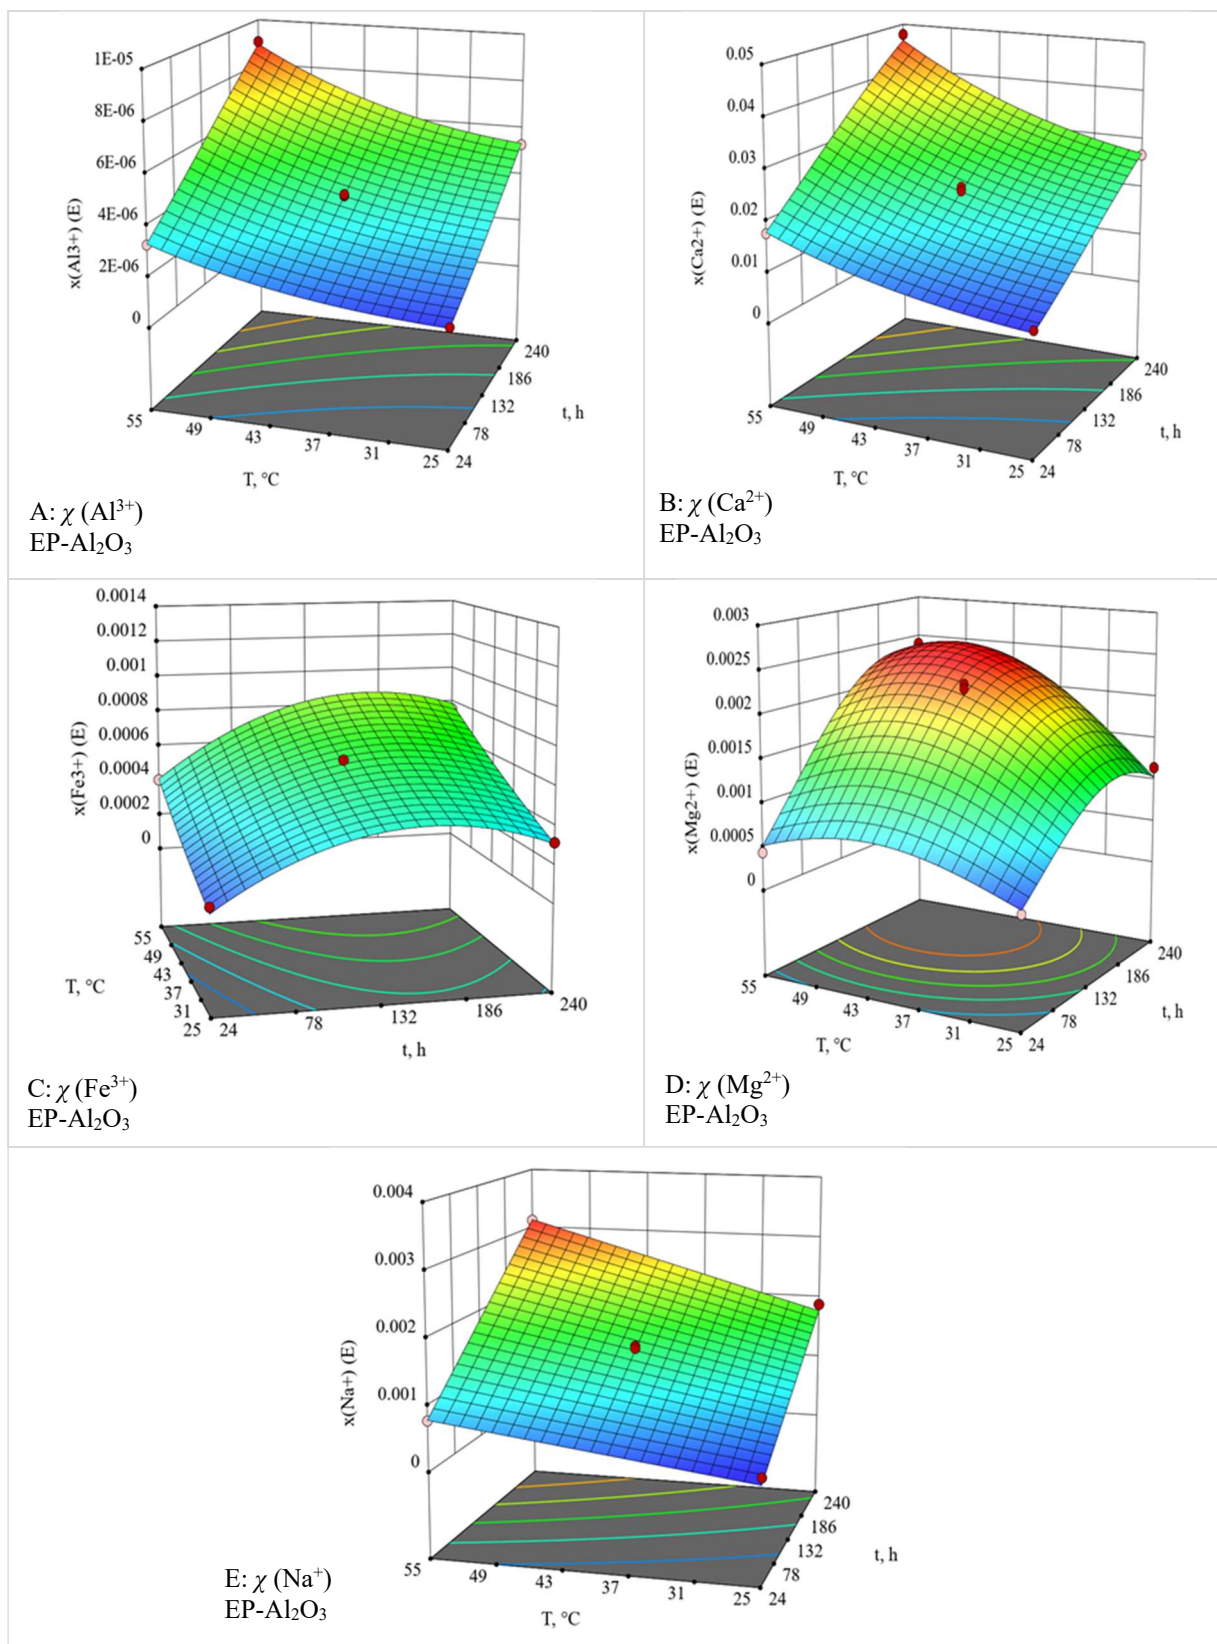 1E-05
8E-06
6E-06
4E-06
2E-06
0
x(Al3+) (E)
55
49
43
37
31
25
24
78
132
186
240
T, °C
t, h
A: χ (Al³⁺)
EP-Al₂O₃
0.05
0.04
0.03
0.02
0.01
0
x(Ca2+) (E)
55
49
43
37
31
25
24
78
132
186
240
T, °C
t, h
B: χ (Ca²⁺)
EP-Al₂O₃
0.0014
0.0012
0.001
0.0008
0.0006
0.0004
0.0002
0
x(Fe3+) (E)
55
49
43
37
31
25
24
78
132
186
240
T, °C
t, h
C: χ (Fe³⁺)
EP-Al₂O₃
0.003
0.0025
0.002
0.0015
0.001
0.0005
0
x(Mg2+) (E)
55
49
43
37
31
25
24
78
132
186
240
T, °C
t, h
D: χ (Mg²⁺)
EP-Al₂O₃
0.004
0.003
0.002
0.001
0
x(Na+) (E)
55
49
43
37
31
25
24
78
132
186
240
T, °C
t, h
E: χ (Na⁺)
EP-Al₂O₃